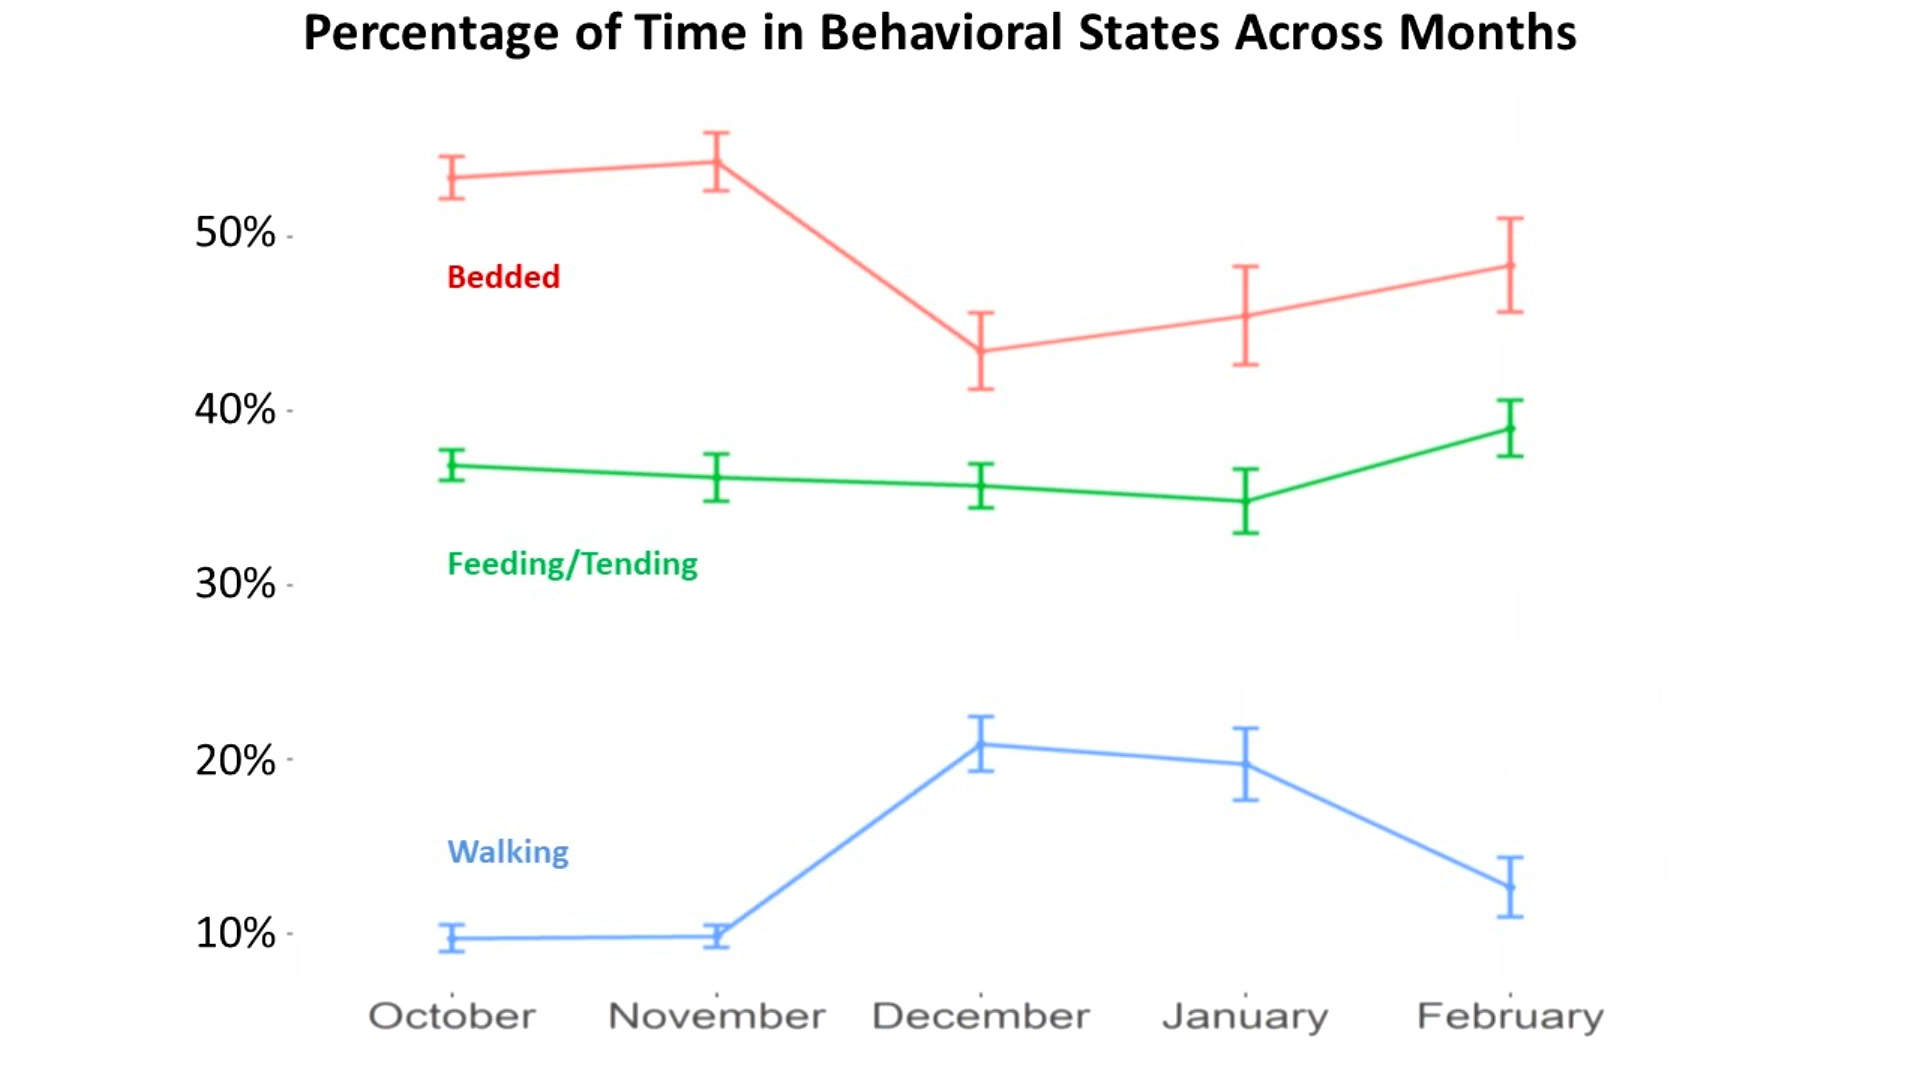 Percentage of Time in Behavioral States Across Months
50%
Bedded
40%
Feeding/Tending
30%
20%
Walking
10%
October November December January February